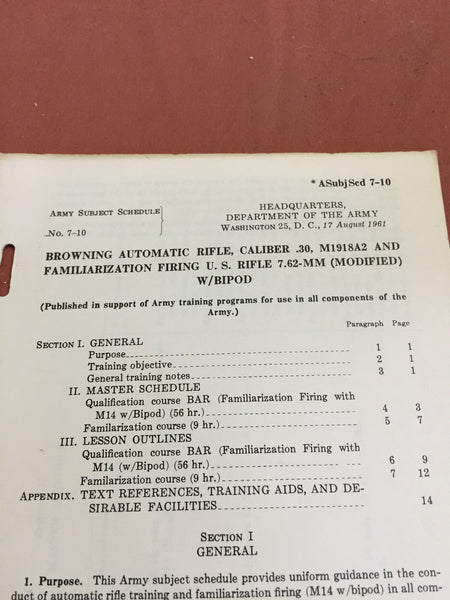 * ASubjScd 7-10
ARMY SUBJECT SCHEDULE
No. 7-10
HEADQUARTERS,
DEPARTMENT OF THE ARMY
WASHINGTON 25, D. C., 17 August 1961
BROWNING AUTOMATIC RIFLE, CALIBER .30, M1918A2 AND
FAMILIARIZATION FIRING U. S. RIFLE 7.62-MM (MODIFIED)
W/BIPOD
(Published in support of Army training programs for use in all components of the
Army.)
Paragraph Page
SECTION I. GENERAL
Purpose 1 1
Training objective 2 1
General training notes 3 1
II. MASTER SCHEDULE
Qualification course BAR (Familiarization Firing with
M14 w/Bipod) (56 hr.) 4 3
Familarization course (9 hr.) 5 7
III. LESSON OUTLINES
Qualification course BAR (Familiarization Firing with
M14 (w/Bipod) (56 hr.) 6 9
Familarization course (9 hr.) 7 12
APPENDIX. TEXT REFERENCES, TRAINING AIDS, AND DE-
SIRABLE FACILITIES 14
SECTION I
GENERAL
1. Purpose. This Army subject schedule provides uniform guidance in the con-
duct of automatic rifle training and familiarization firing (M14 w/bipod) in all com-